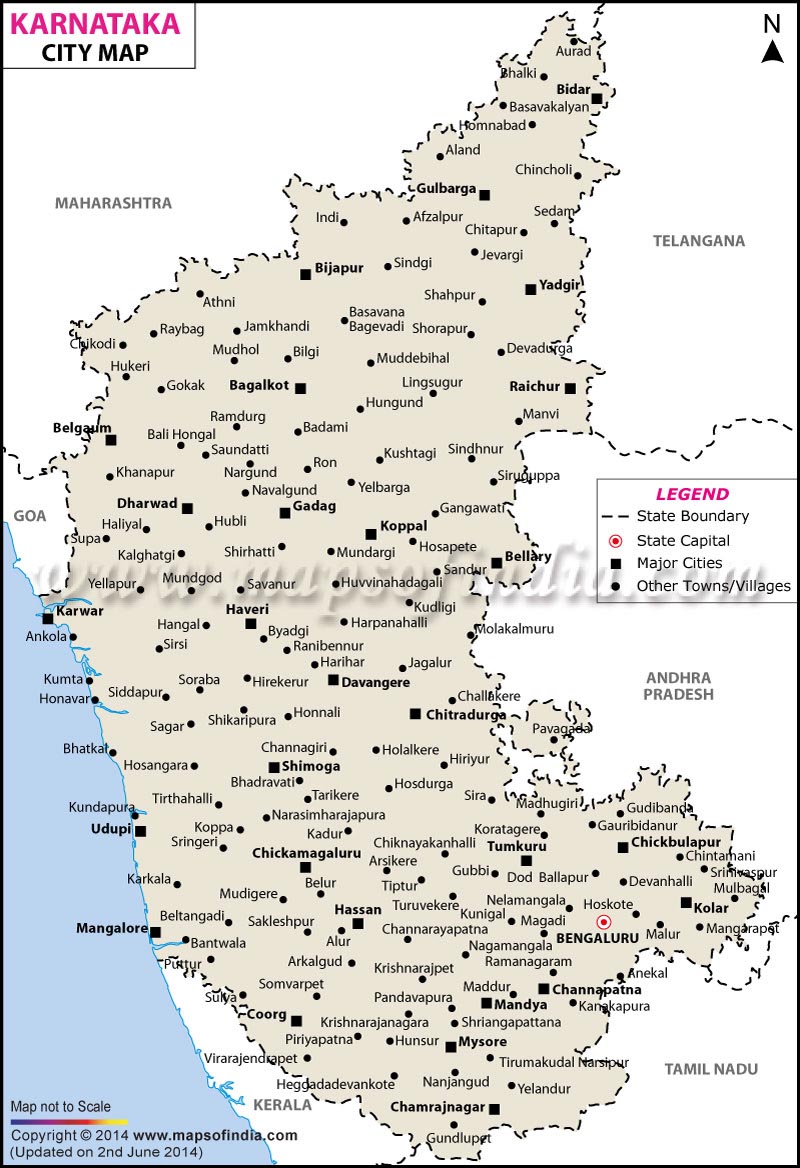 KARNATAKA
CITY MAP
N
Aurad
Bhalki
Bidar
Basavakalyan
Homnabad
Aland
Chincholi
Gulbarga
MAHARASHTRA
Indi
Afzalpur
Sedam
Chitapur
TELANGANA
Jevargi
Bijapur
Sindgi
Yadgir
Shahpur
Athni
Basavana
Bagevadi
Raybag
Jamkhandi
Shorapur
Chikodi
Mudhol
Bilgi
Muddebihal
Devadurga
Hukeri
Gokak
Bagalkot
Lingsugur
Raichur
Hungund
Manvi
Ramdurg
Belgaum
Bali Hongal
Badami
Saundatti
Kushtagi
Sindhnur
Khanapur
Nargund
Ron
Siruguppa
Navalgund
Yelbarga
LEGEND
State Boundary
State Capital
Major Cities
Other Towns/Villages
GOA
Dharwad
Gadag
Gangawati
Haliyal
Hubli
Koppal
Supa
Kalghatgi
Shirhatti
Mundargi
Hosapete
Bellary
www.mapsofindia.com
Sandur
Yellapur
Mundgod
Savanur
Huvvinahadagali
Karwar
Haveri
Kudligi
Ankola
Hangal
Byadgi
Harpanahalli
Molakalmuru
Sirsi
Ranibennur
Harihar
Jagalur
Kumta
Soraba
Hirekerur
Davangere
ANDHRA
PRADESH
Honavar
Siddapur
Challakere
Shikaripura
Honnali
Chitradurga
Sagar
Pavagada
Bhatkal
Channagiri
Holalkere
Hosangara
Shimoga
Hiriyur
Bhadravati
Hosdurga
Tirthahalli
Tarikere
Sira
Madhugiri
Gudibanda
Kundapura
Narasimharajapura
Gauribidanur
Udupi
Koppa
Kadur
Koratagere
Sringeri
Chiknayakanhalli
Tumkuru
Chickbulapur
Chickamagaluru
Arsikere
Chintamani
Karkala
Belur
Tiptur
Gubbi
Dod Ballapur
Devanhalli
Srinivaspur
Mulbagal
Mudigere
Turuvekere
Nelamangala
Hoskote
Kolar
Beltangadi
Hassan
Kunigal
Magadi
Mangalore
Sakleshpur
Channarayapatna
BENGALURU
Malur
Mangarapet
Bantwala
Alur
Nagamangala
Puttur
Arkalgud
Ramanagaram
Krishnarajpet
Anekal
Sulya
Somvarpet
Maddur
Channapatna
Pandavapura
Mandya
Kanakapura
Coorg
Krishnarajanagara
Shriangapattana
Piriyapatna
Hunsur
Mysore
Virarajendrapet
Tirumakudal Narsipur
TAMIL NADU
Heggadadevankote
Nanjangud
Yelandur
KERALA
Chamrajnagar
Gundlupet
Map not to Scale
Copyright © 2014 www.mapsofindia.com
(Updated on 2nd June 2014)